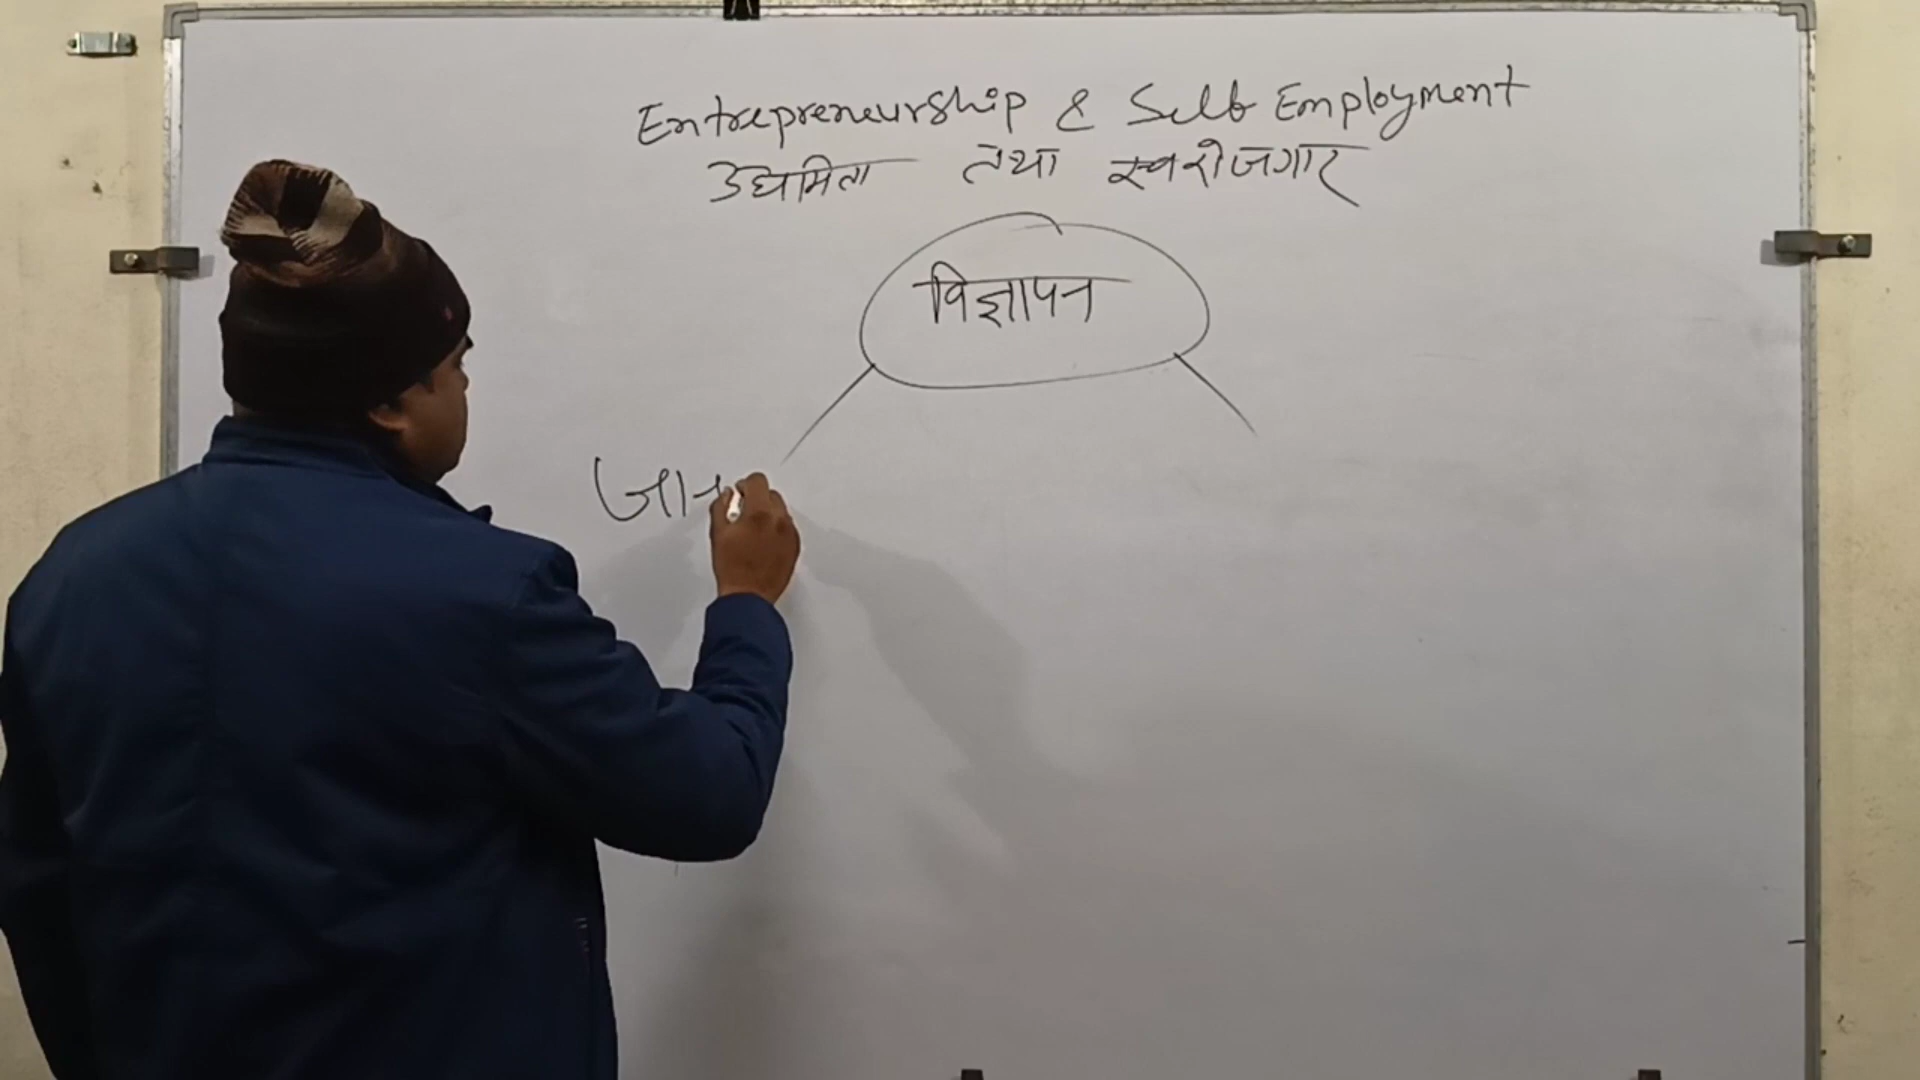 Entrepreneurship & Self Employment
उद्यमिता तथा स्वरोजगार
विज्ञापन
जान